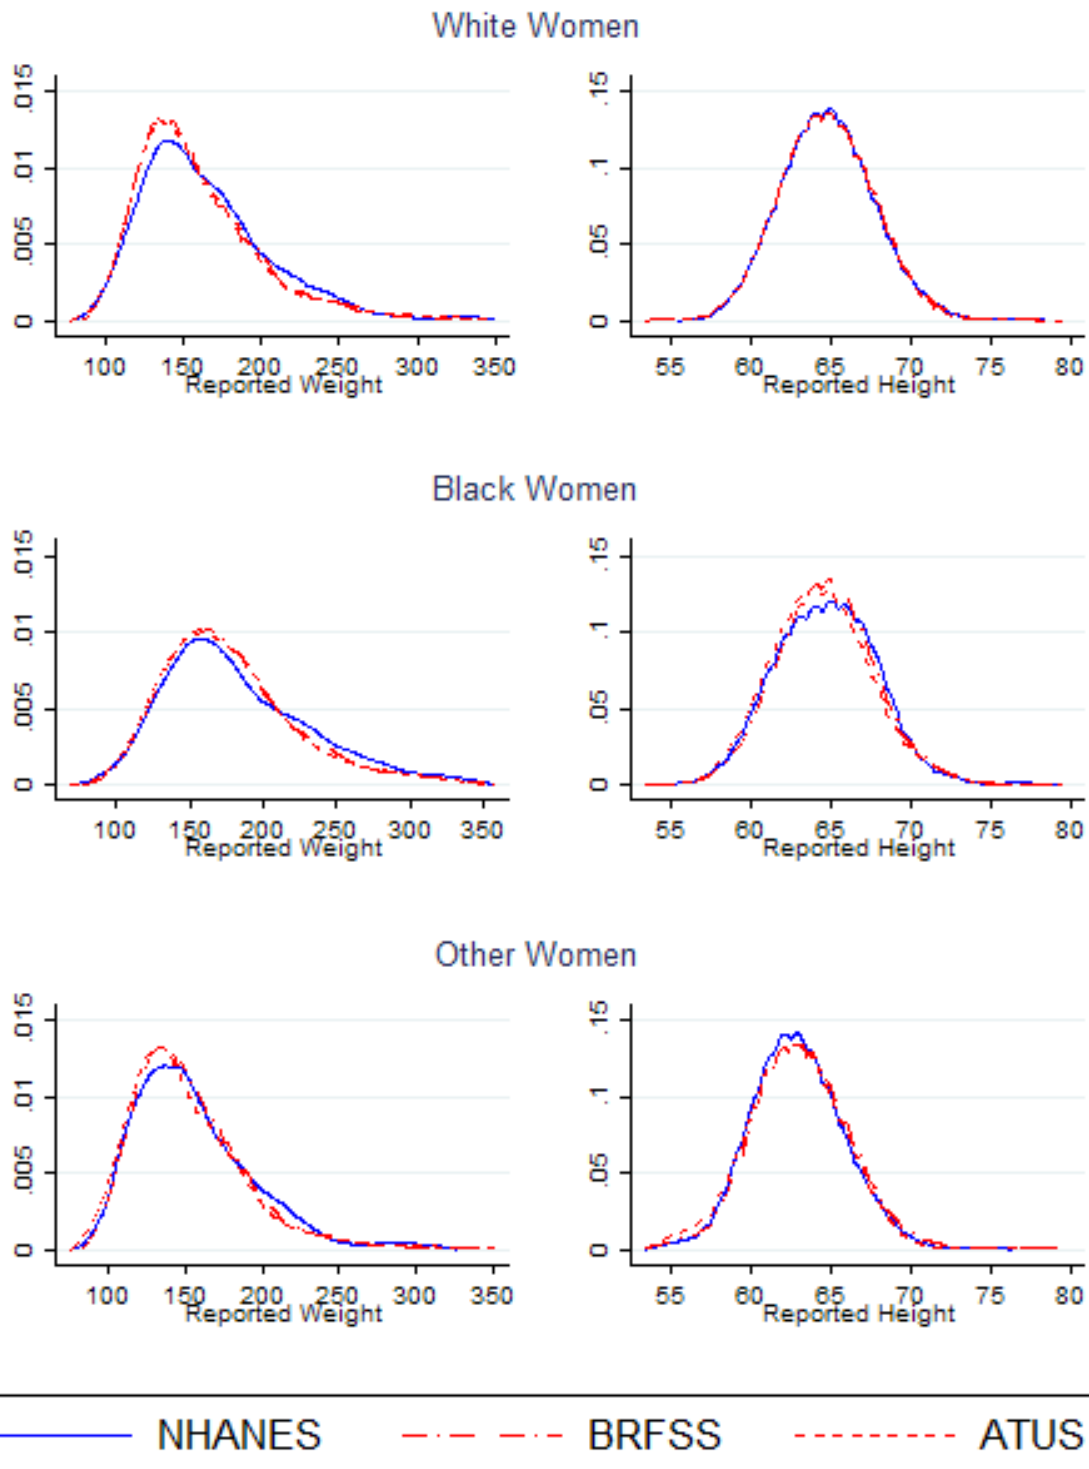 White Women
.015
.01
.005
0
100 150 200 250 300 350
Reported Weight
.15
.1
.05
0
55 60 65 70 75 80
Reported Height
Black Women
.015
.01
.005
0
100 150 200 250 300 350
Reported Weight
.15
.1
.05
0
55 60 65 70 75 80
Reported Height
Other Women
.015
.01
.005
0
100 150 200 250 300 350
Reported Weight
.15
.1
.05
0
55 60 65 70 75 80
Reported Height
NHANES BRFSS ATUS